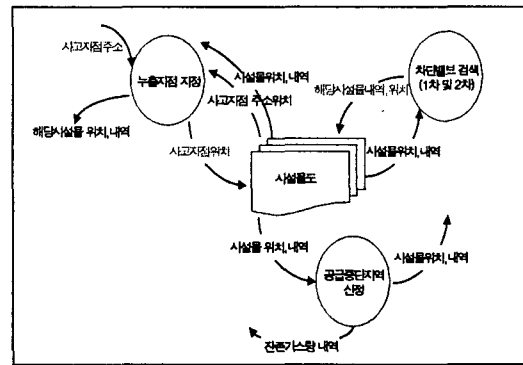 사고지점주소
누출지점 지정
시설물위치, 내역
사고지점 주소위치
해당시설물 위치, 내역
사고지점위치
차단밸브 검색
(1차 및 2차)
해당시설물내역, 위치
시설물위치, 내역
시설물도
시설물 위치, 내역
공급중단지역
산정
시설물위치, 내역
잔존가스량 내역